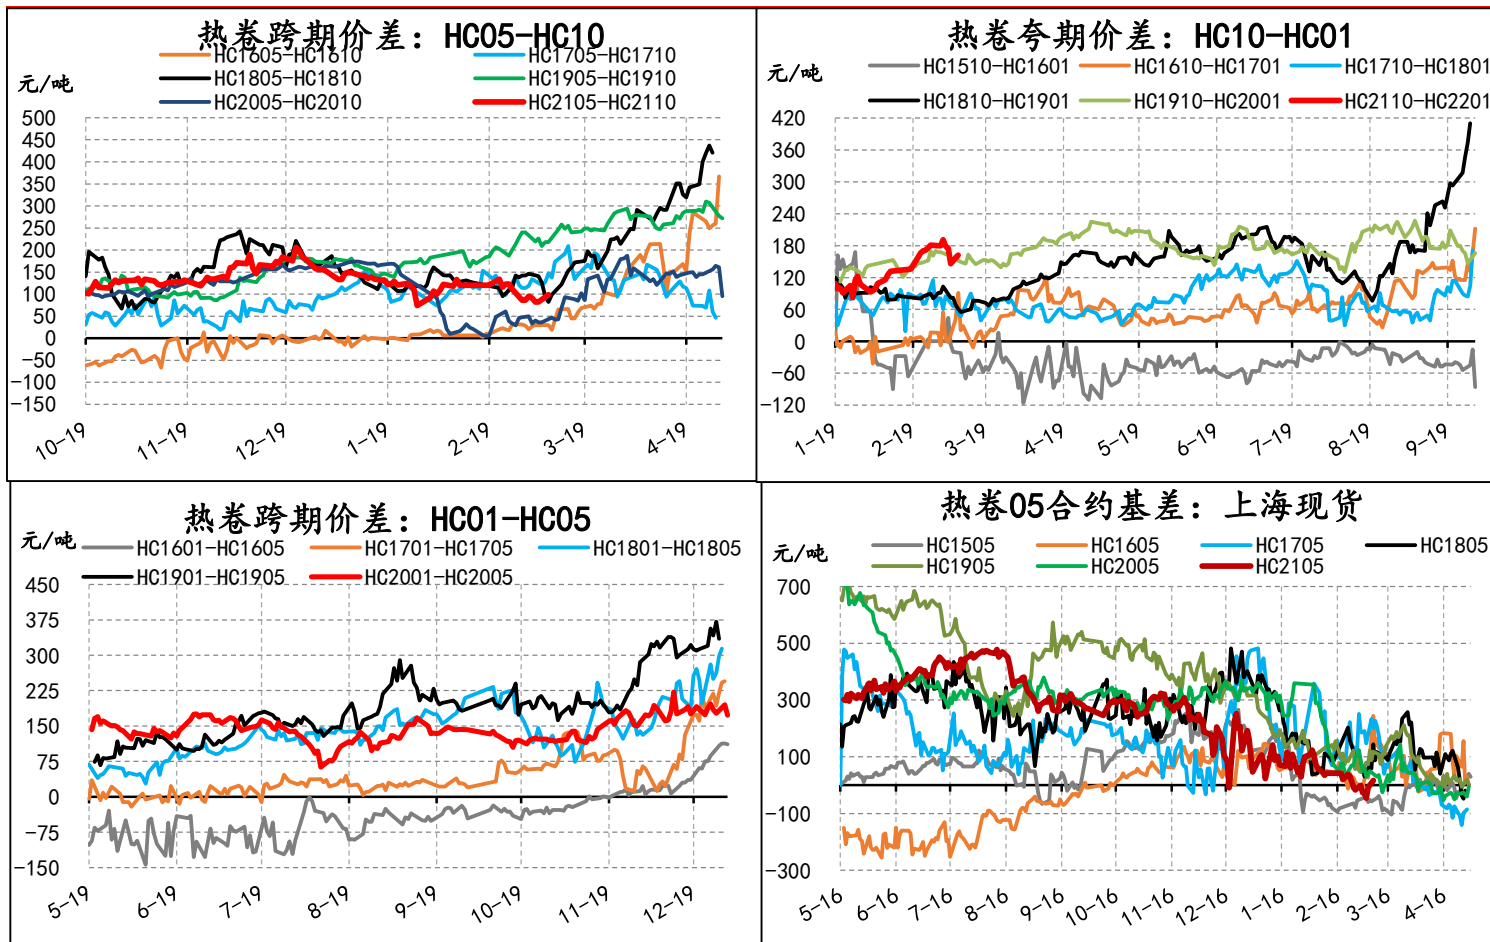 热卷跨期价差：HC05-HC10
HC1605-HC1610 HC1705-HC1710
元/吨
HC1805-HC1810 HC1905-HC1910
HC2005-HC2010 HC2105-HC2110
500
450
400
350
300
250
200
150
100
50
0
-50
-100
-150
10-19 11-19 12-19 1-19 2-19 3-19 4-19
热卷夸期价差：HC10-HC01
元/吨
HC1510-HC1601 HC1610-HC1701 HC1710-HC1801
HC1810-HC1901 HC1910-HC2001 HC2110-HC2201
420
360
300
240
180
120
60
0
-60
-120
1-19 2-19 3-19 4-19 5-19 6-19 7-19 8-19 9-19
热卷跨期价差：HC01-HC05
元/吨
HC1601-HC1605 HC1701-HC1705 HC1801-HC1805
HC1901-HC1905 HC2001-HC2005
450
375
300
225
150
75
0
-75
-150
5-19 6-19 7-19 8-19 9-19 10-19 11-19 12-19
热卷05合约基差：上海现货
元/吨
HC1505 HC1605 HC1705 HC1805
HC1905 HC2005 HC2105
700
500
300
100
-100
-300
5-16 6-16 7-16 8-16 9-16 10-16 11-16 12-16 1-16 2-16 3-16 4-16